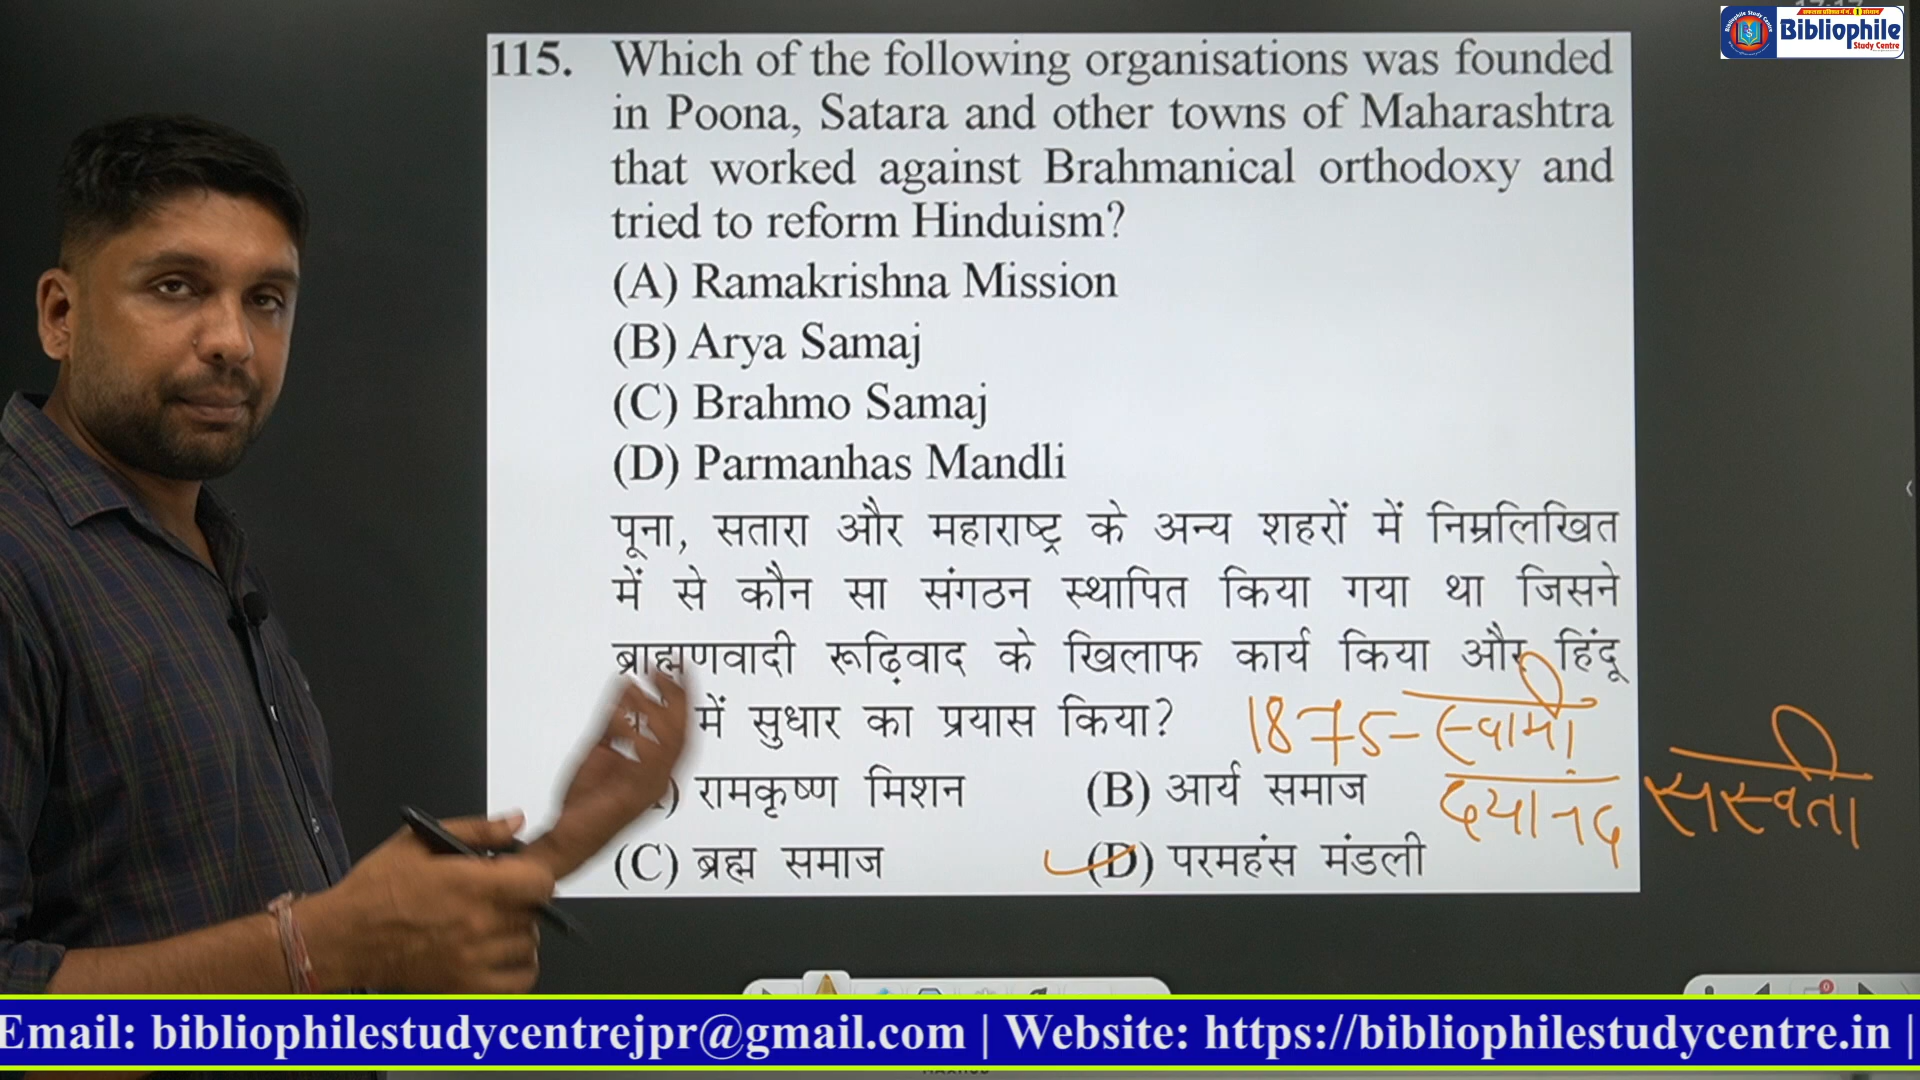 Bibliophile
Study Centre
115. Which of the following organisations was founded
in Poona, Satara and other towns of Maharashtra
that worked against Brahmanical orthodoxy and
tried to reform Hinduism?
(A) Ramakrishna Mission
(B) Arya Samaj
(C) Brahmo Samaj
(D) Parmanhas Mandli
पूना, सतारा और महाराष्ट्र के अन्य शहरों में निम्नलिखित
में से कौन सा संगठन स्थापित किया गया था जिसने
ब्राह्मणवादी रूढ़िवाद के खिलाफ कार्य किया और हिंदू
में सुधार का प्रयास किया?
1875- स्वामी
दयानद सरस्वती
रामकृष्ण मिशन (B) आर्य समाज
(C) ब्रह्म समाज (D) परमहंस मंडली
Email: bibliophilestudycentrejpr@gmail.com | Website: https://bibliophilestudycentre.in |